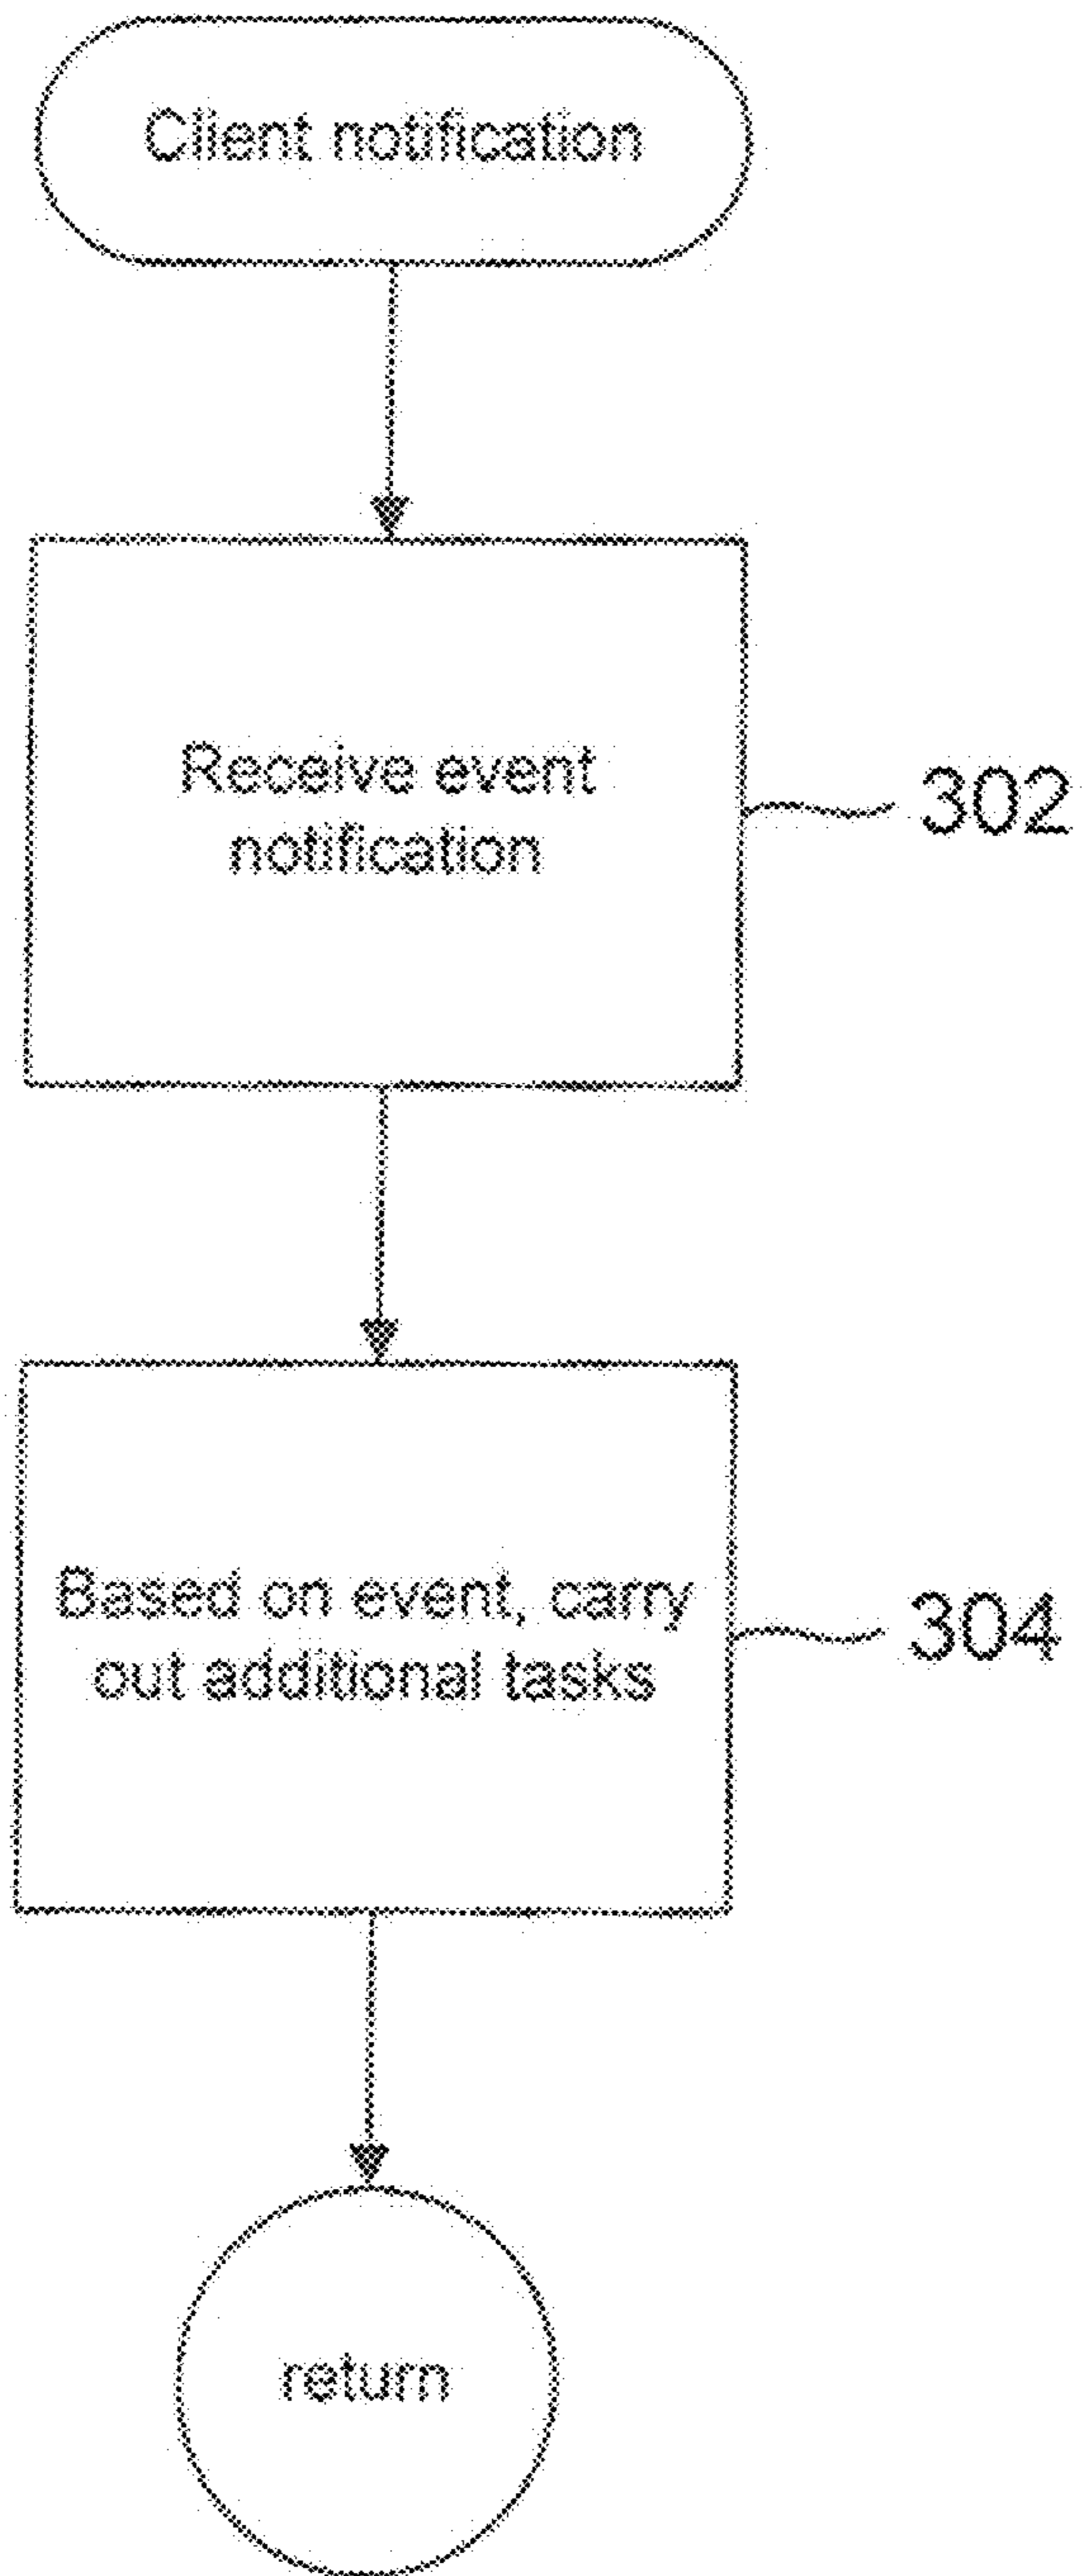 Client notification
Receive event
notification
302
Based on event, carry
out additional tasks
304
return